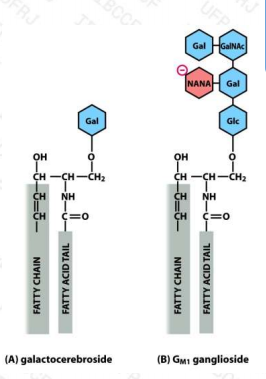 Gal GalNAc
NANA Gal
Gal
Glc
OH O
CH CH CH₂
CH NH
CH C=O
FATTY CHAIN
FATTY ACID TAIL
OH O
CH CH CH₂
CH NH
CH C=O
FATTY CHAIN
FATTY ACID TAIL
(A) galactocerebroside
(B) GM1 ganglioside